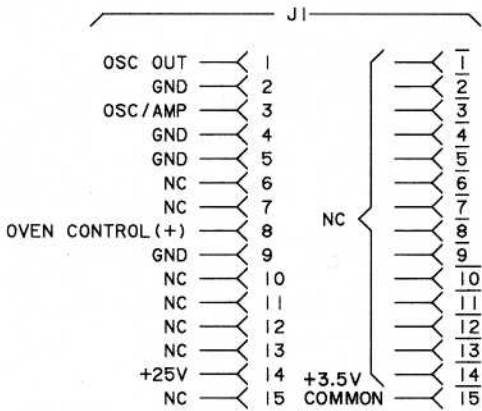 J1
OSC OUT 1
GND 2
OSC/AMP 3
GND 4
GND 5
NC 6
NC 7
OVEN CONTROL(+) 8
GND 9
NC 10
NC 11
NC 12
NC 13
+25V 14
NC 15
NC
1
2
3
4
5
6
7
8
9
10
11
12
13
14
+3.5V
COMMON 15